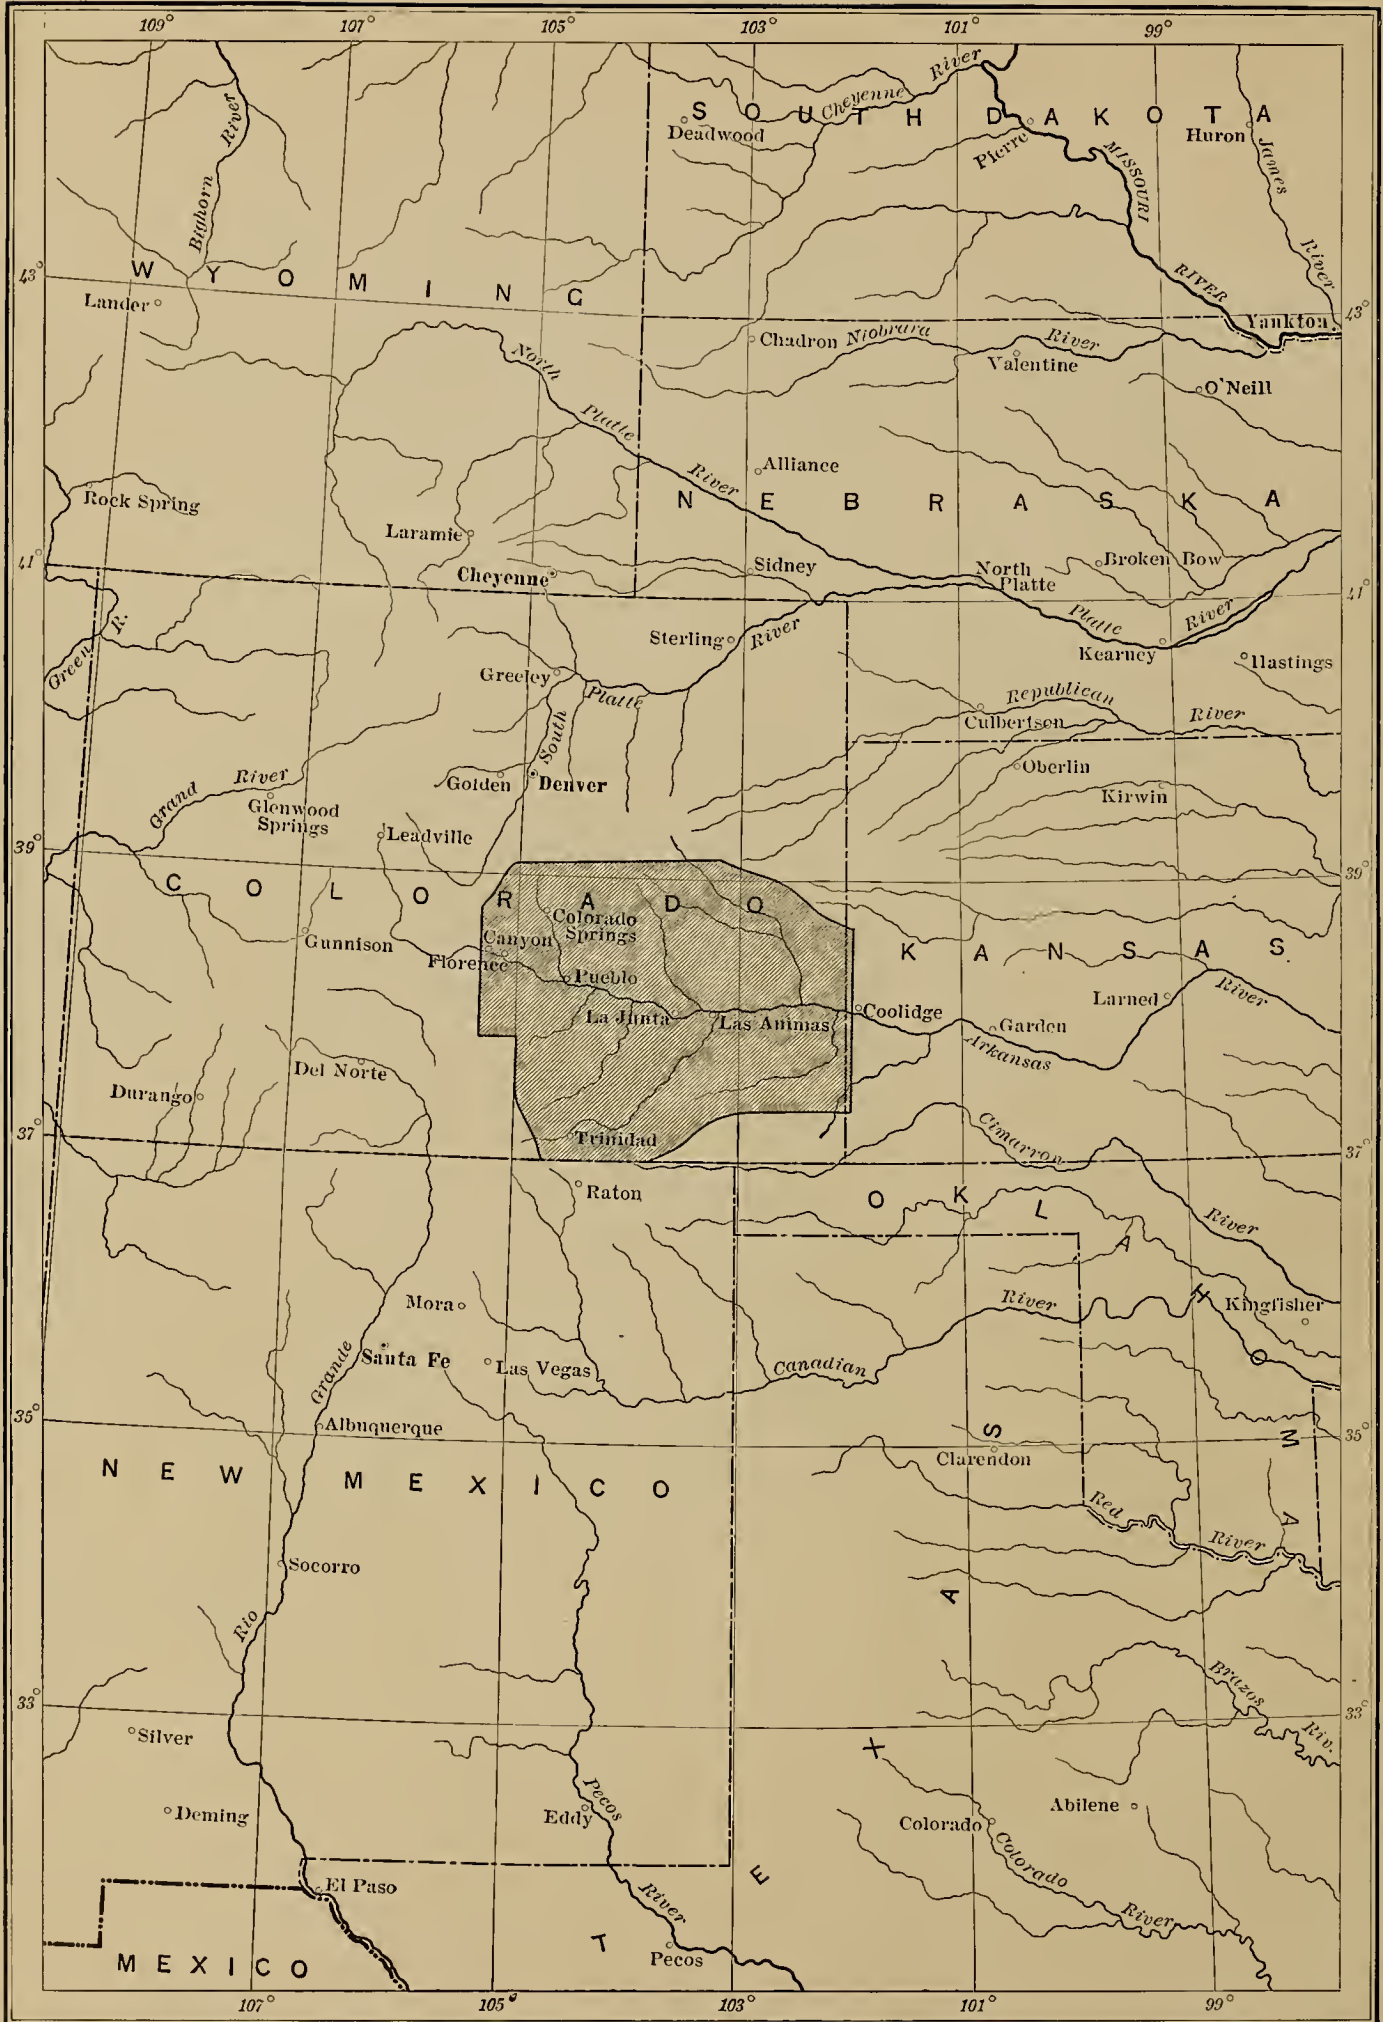 109° 107° 105° 103° 101° 99°
SOUTH DAKOTA
Cheyenne River
Deadwood
Pierre
MISSOURI RIVER
Huron
James River
Bighorn River
43°
WYOMING
Lander
43°
Yankton
Chadron
Niobrara River
Valentine
O'Neill
North Platte River
Alliance
NEBRASKA
Rock Spring
Laramie
41°
Cheyenne
Sidney
North
Platte
Broken Bow
41°
Green R.
Sterling
River
Platte River
Kearney
Hastings
Greeley
Platte
South
Republican River
Culbertson
Golden
Denver
Oberlin
Kirwin
Grand River
Glenwood
Springs
Leadville
39°
39°
COLORADO
Colorado
Springs
Canyon
Gunnison
Florence
Pueblo
KANSAS
Larned
River
La Junta
Las Animas
Coolidge
Garden
Arkansas
Del Norte
Durango
37°
Trinidad
Cimarron River
37°
Raton
OKLAHOMA
Mora
River
Kingfisher
Santa Fe
Las Vegas
Canadian
Grande
35°
Albuquerque
35°
Clarendon
NEW MEXICO
Red River
Socorro
Rio
Brazos Riv.
33°
33°
Silver
Deming
Pecos River
Eddy
Abilene
Colorado
Colorado River
El Paso
TEXAS
Pecos
MEXICO
107° 105° 103° 101° 99°